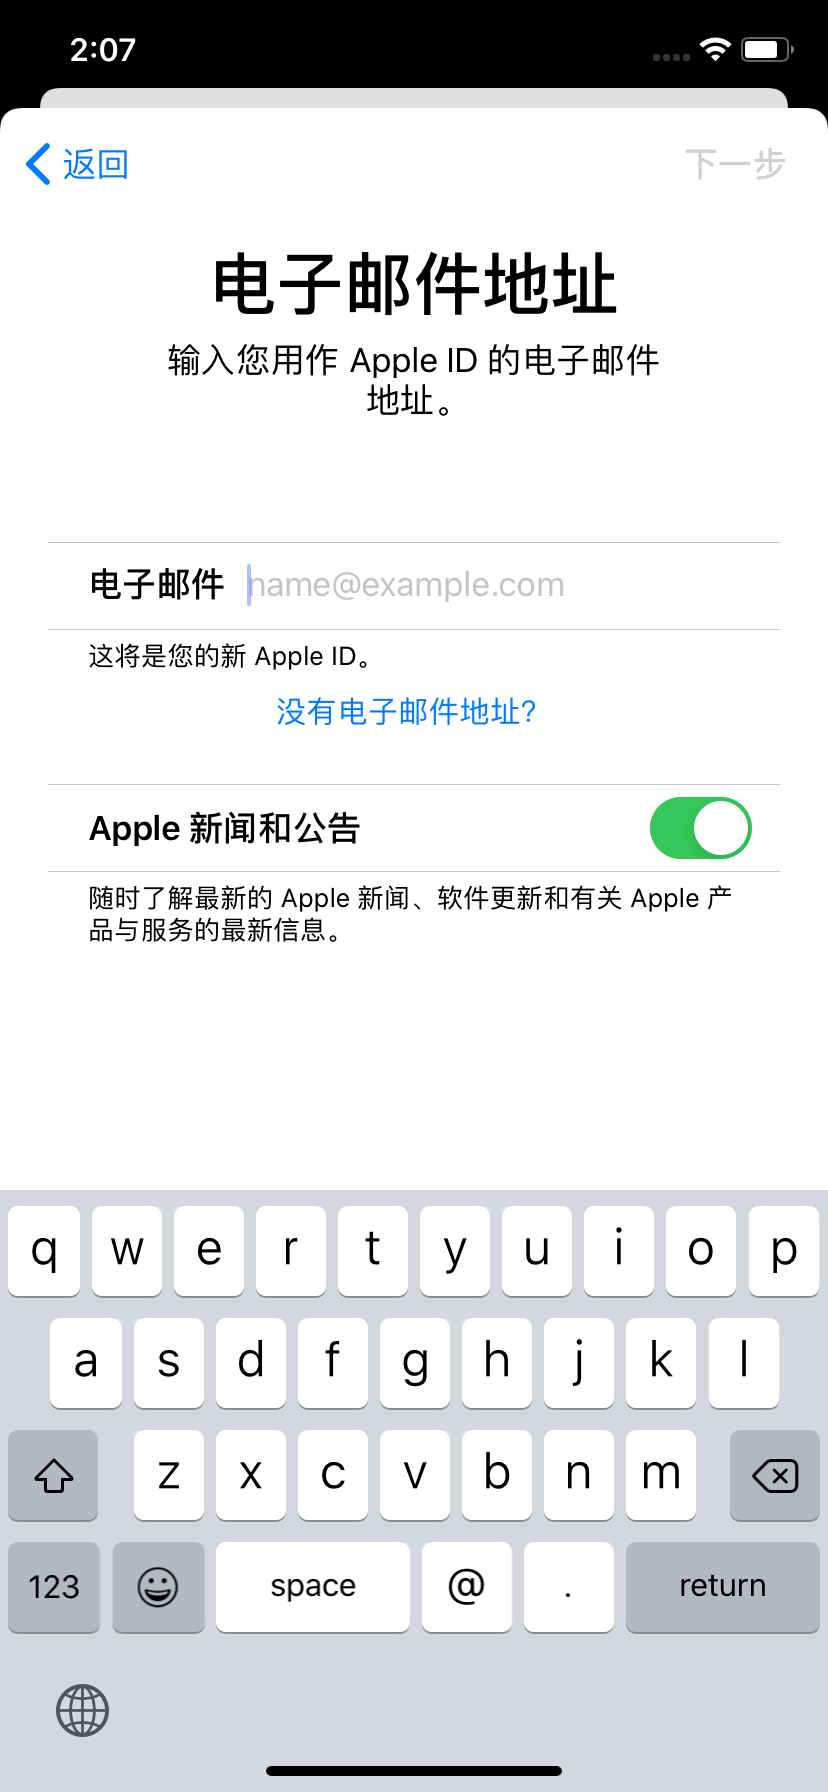 2:07
返回
下一步
电子邮件地址
输入您用作 Apple ID 的电子邮件
地址。
电子邮件 name@example.com
这将是您的新 Apple ID。
没有电子邮件地址?
Apple 新闻和公告
随时了解最新的 Apple 新闻、软件更新和有关 Apple 产
品与服务的最新信息。
q w e r t y u i o p
a s d f g h j k l
z x c v b n m
123 space @ . return